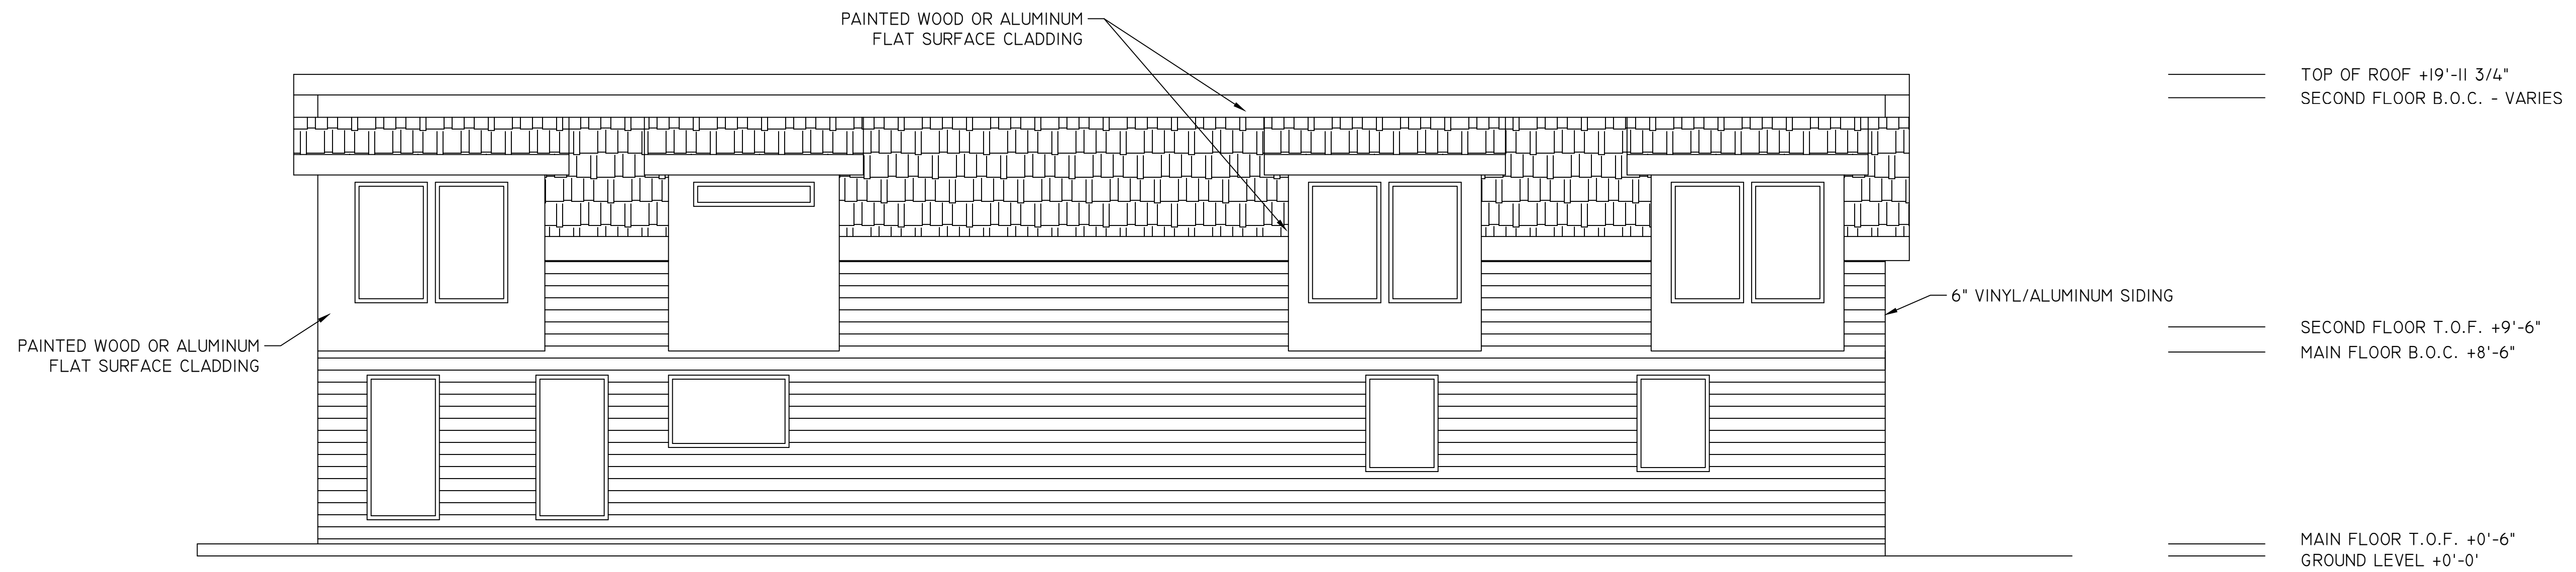 PAINTED WOOD OR ALUMINUM
FLAT SURFACE CLADDING
TOP OF ROOF +19'-11 3/4"
SECOND FLOOR B.O.C. - VARIES
6" VINYL/ALUMINUM SIDING
PAINTED WOOD OR ALUMINUM
FLAT SURFACE CLADDING
SECOND FLOOR T.O.F. +9'-6"
MAIN FLOOR B.O.C. +8'-6"
MAIN FLOOR T.O.F. +0'-6"
GROUND LEVEL +0'-0'